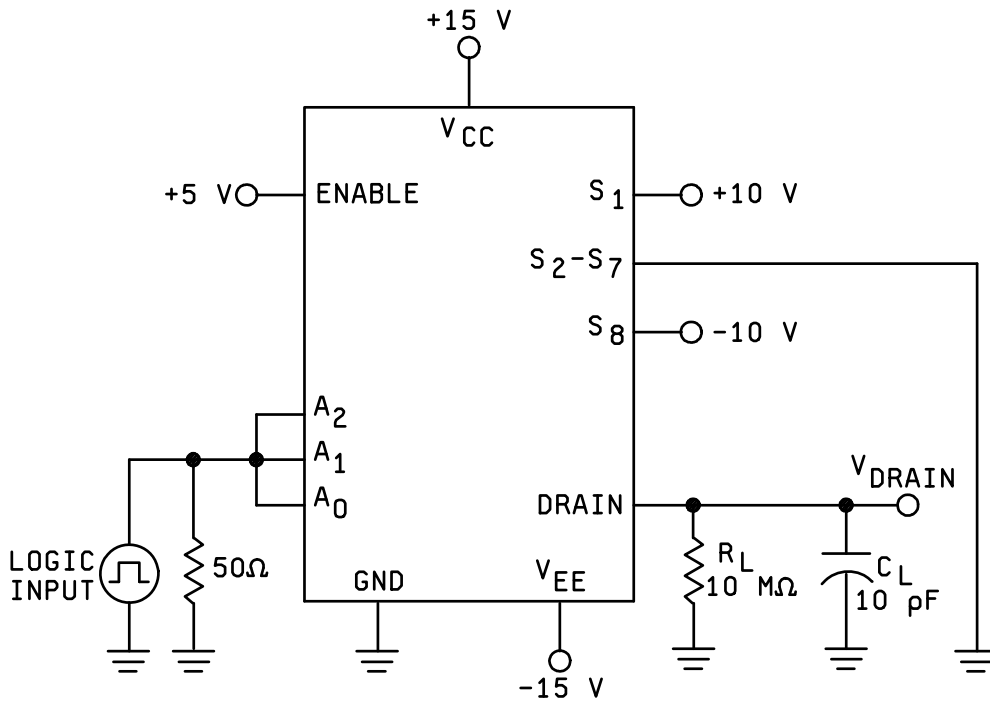 +15 V
VCC
+5 V
ENABLE
S1
+10 V
S2-S7
S8
-10 V
A2
A1
A0
LOGIC
INPUT
50Ω
GND
VEE
-15 V
DRAIN
VDRAIN
RL
10 MΩ
CL
10 pF